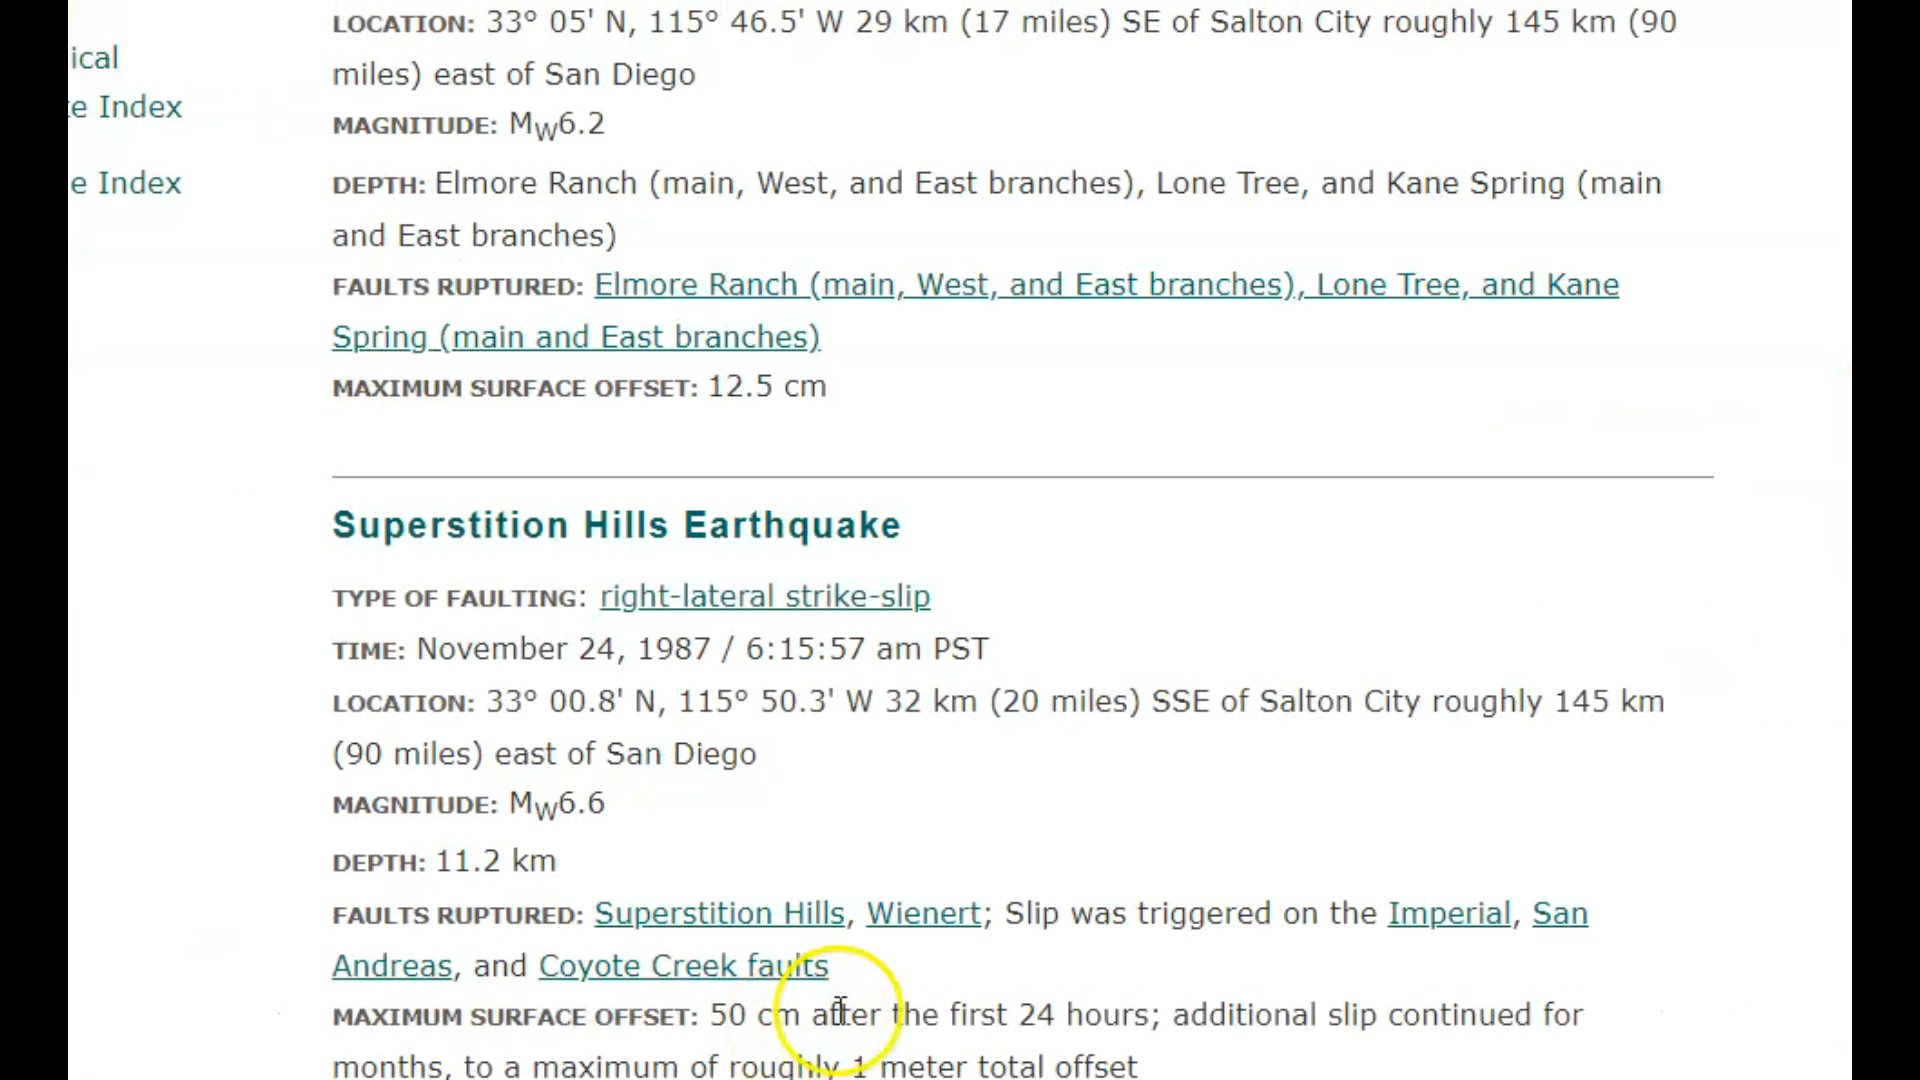 LOCATION: 33° 05' N, 115° 46.5' W 29 km (17 miles) SE of Salton City roughly 145 km (90
miles) east of San Diego
ical
e Index
MAGNITUDE: MW6.2
e Index
DEPTH: Elmore Ranch (main, West, and East branches), Lone Tree, and Kane Spring (main
and East branches)
FAULTS RUPTURED: Elmore Ranch (main, West, and East branches), Lone Tree, and Kane
Spring (main and East branches)
MAXIMUM SURFACE OFFSET: 12.5 cm
Superstition Hills Earthquake
TYPE OF FAULTING: right-lateral strike-slip
TIME: November 24, 1987 / 6:15:57 am PST
LOCATION: 33° 00.8' N, 115° 50.3' W 32 km (20 miles) SSE of Salton City roughly 145 km
(90 miles) east of San Diego
MAGNITUDE: MW6.6
DEPTH: 11.2 km
FAULTS RUPTURED: Superstition Hills, Wienert; Slip was triggered on the Imperial, San
Andreas, and Coyote Creek faults
MAXIMUM SURFACE OFFSET: 50 cm after the first 24 hours; additional slip continued for
months, to a maximum of roughly 1 meter total offset